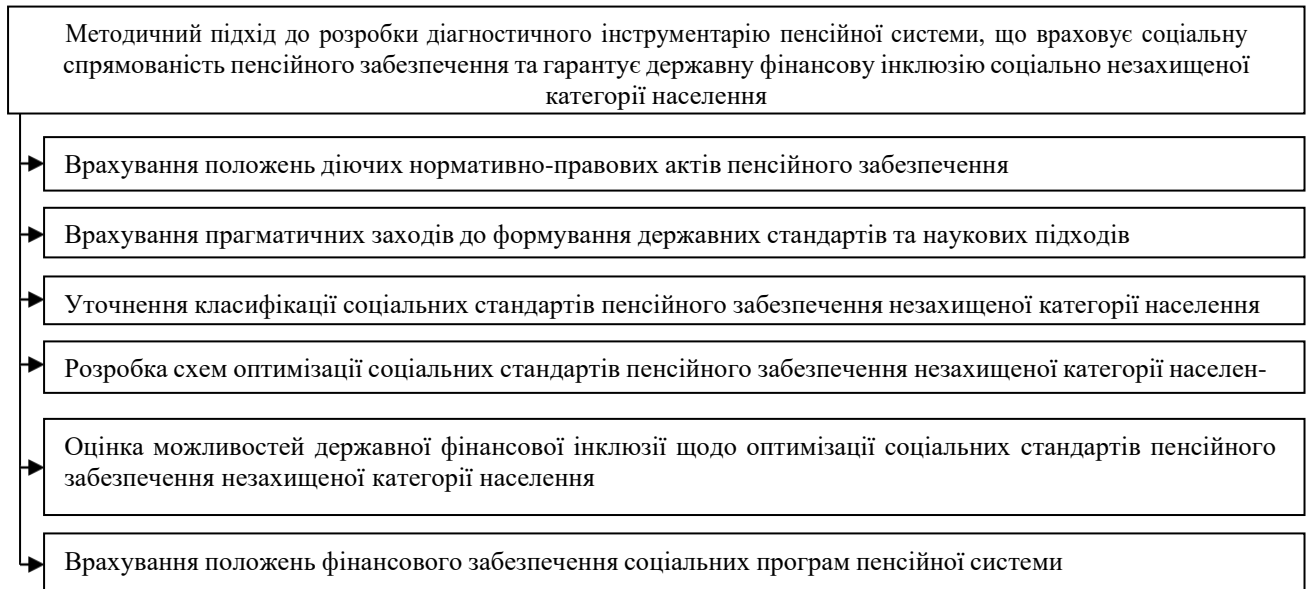 Методичний підхід до розробки діагностичного інструментарію пенсійної системи, що враховує соціальну
спрямованість пенсійного забезпечення та гарантує державну фінансову інклюзію соціально незахищеної
категорії населення
Врахування положень діючих нормативно-правових актів пенсійного забезпечення
Врахування прагматичних заходів до формування державних стандартів та наукових підходів
Уточнення класифікації соціальних стандартів пенсійного забезпечення незахищеної категорії населення
Розробка схем оптимізації соціальних стандартів пенсійного забезпечення незахищеної категорії населен-
Оцінка можливостей державної фінансової інклюзії щодо оптимізації соціальних стандартів пенсійного
забезпечення незахищеної категорії населення
Врахування положень фінансового забезпечення соціальних програм пенсійної системи